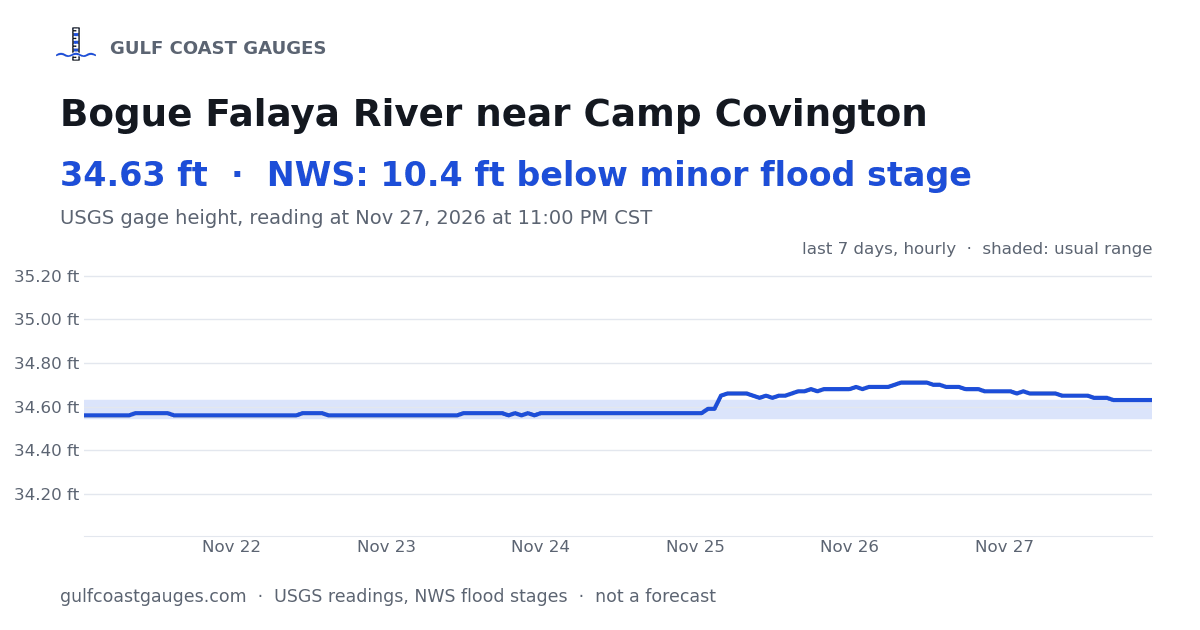 GULF COAST GAUGES
Bogue Falaya River near Camp Covington
34.63 ft · NWS: 10.4 ft below minor flood stage
USGS gage height, reading at Nov 27, 2026 at 11:00 PM CST
last 7 days, hourly · shaded: usual range
35.20 ft
35.00 ft
34.80 ft
34.60 ft
34.40 ft
34.20 ft
Nov 22 Nov 23 Nov 24 Nov 25 Nov 26 Nov 27
gulfcoastgauges.com · USGS readings, NWS flood stages · not a forecast